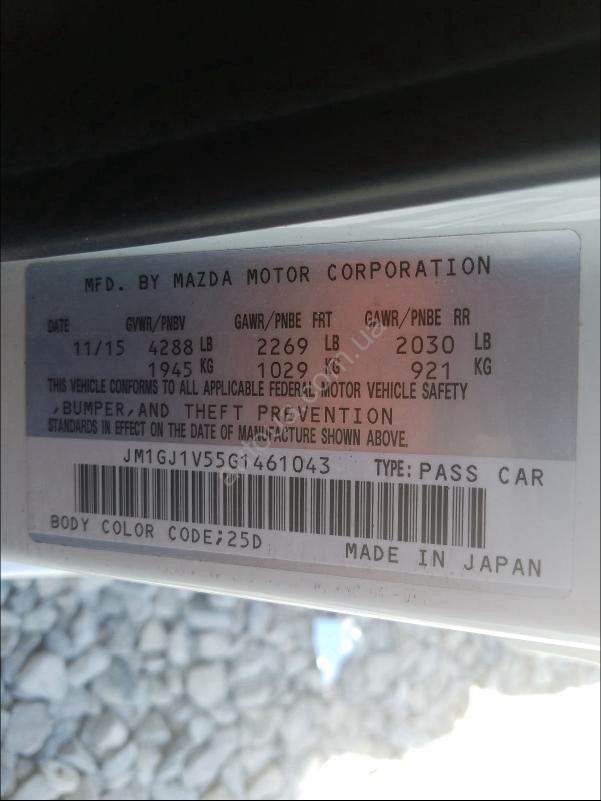 MFD. BY MAZDA MOTOR CORPORATION
DATE GVWR/PNBV GAWR/PNBE FRT GAWR/PNBE RR
11/15 4288 LB 2269 LB 2030 LB
1945 KG 1029 KG 921 KG
THIS VEHICLE CONFORMS TO ALL APPLICABLE FEDERAL MOTOR VEHICLE SAFETY
,BUMPER,AND THEFT PREVENTION
STANDARDS IN EFFECT ON THE DATE OF MANUFACTURE SHOWN ABOVE.
JM1GJ1V55G1461043 TYPE: PASS CAR
BODY COLOR CODE;25D
MADE IN JAPAN